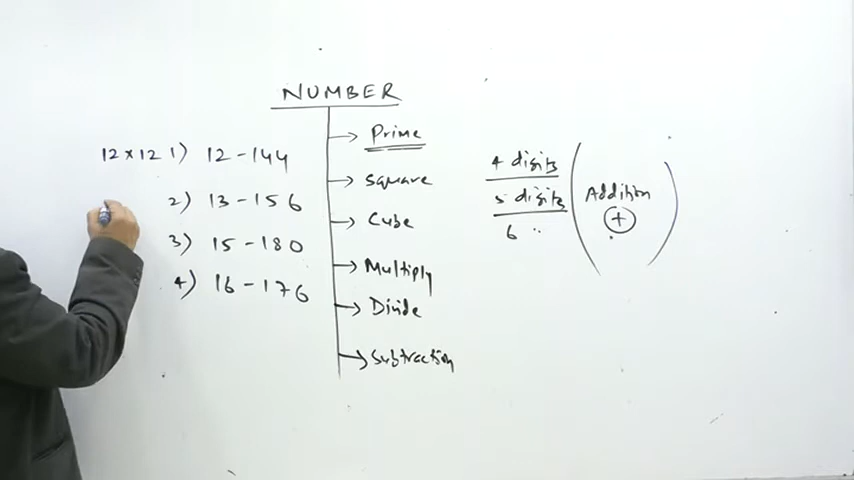 NUMBER
12 × 12 1) 12 - 144
2) 13 - 156
3) 15 - 180
4) 16 - 176
Prime
Square
Cube
Multiply
Divide
Subtraction
4 digits
5 digits
6 "
Addition
+